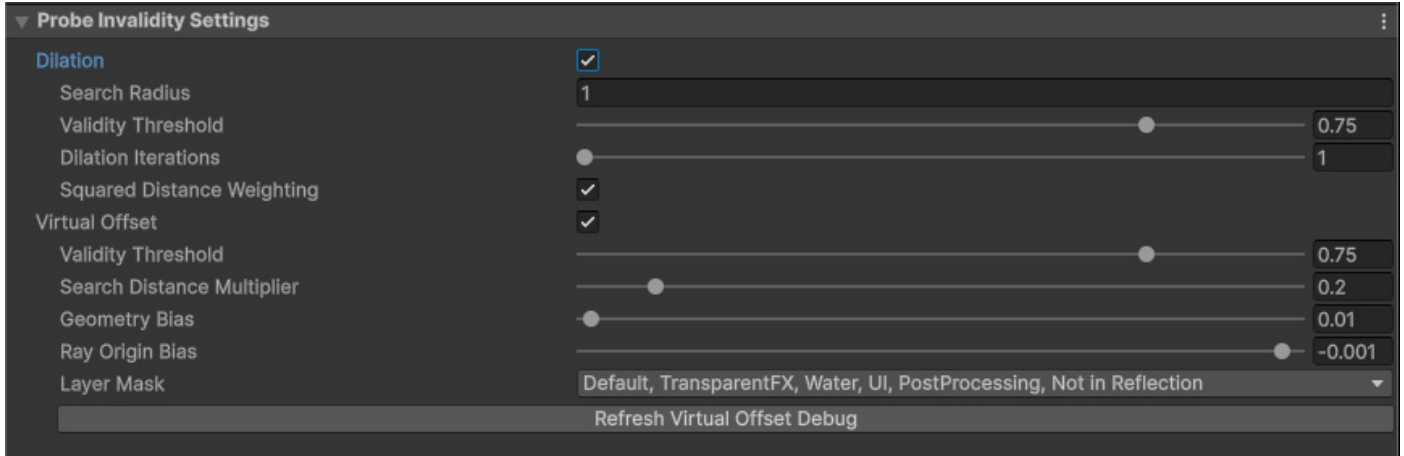 Probe Invalidity Settings
Dilation
Search Radius 1
Validity Threshold 0.75
Dilation Iterations 1
Squared Distance Weighting
Virtual Offset
Validity Threshold 0.75
Search Distance Multiplier 0.2
Geometry Bias 0.01
Ray Origin Bias -0.001
Layer Mask Default, TransparentFX, Water, UI, PostProcessing, Not in Reflection
Refresh Virtual Offset Debug